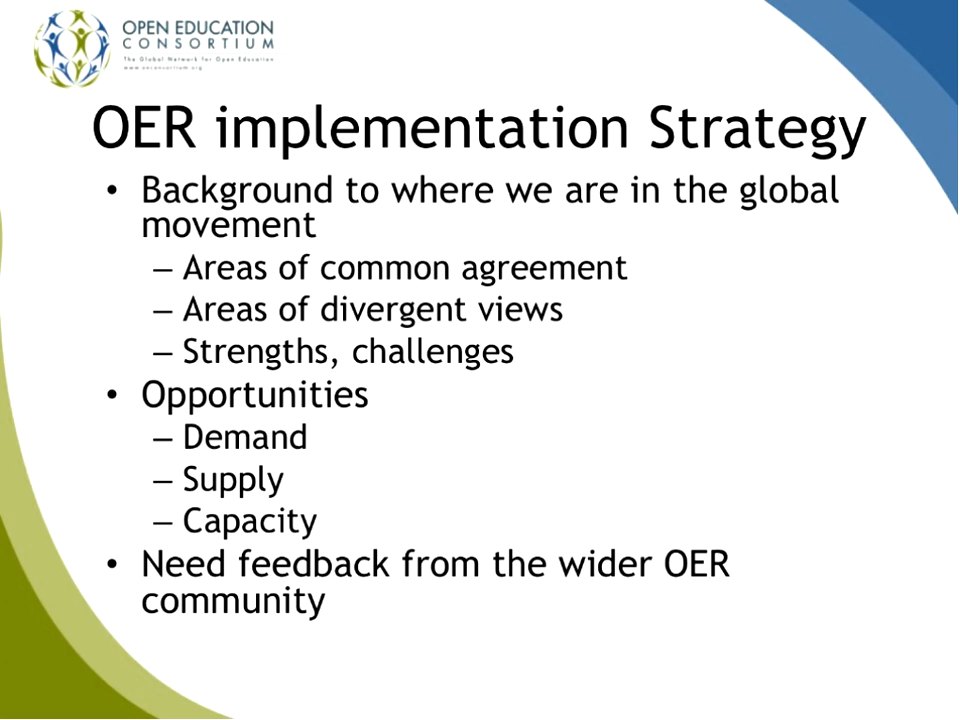 OPEN EDUCATION
CONSORTIUM
The Global Network for Open Education
www.oeconsortium.org
OER implementation Strategy
• Background to where we are in the global
movement
– Areas of common agreement
– Areas of divergent views
– Strengths, challenges
• Opportunities
– Demand
– Supply
– Capacity
• Need feedback from the wider OER
community